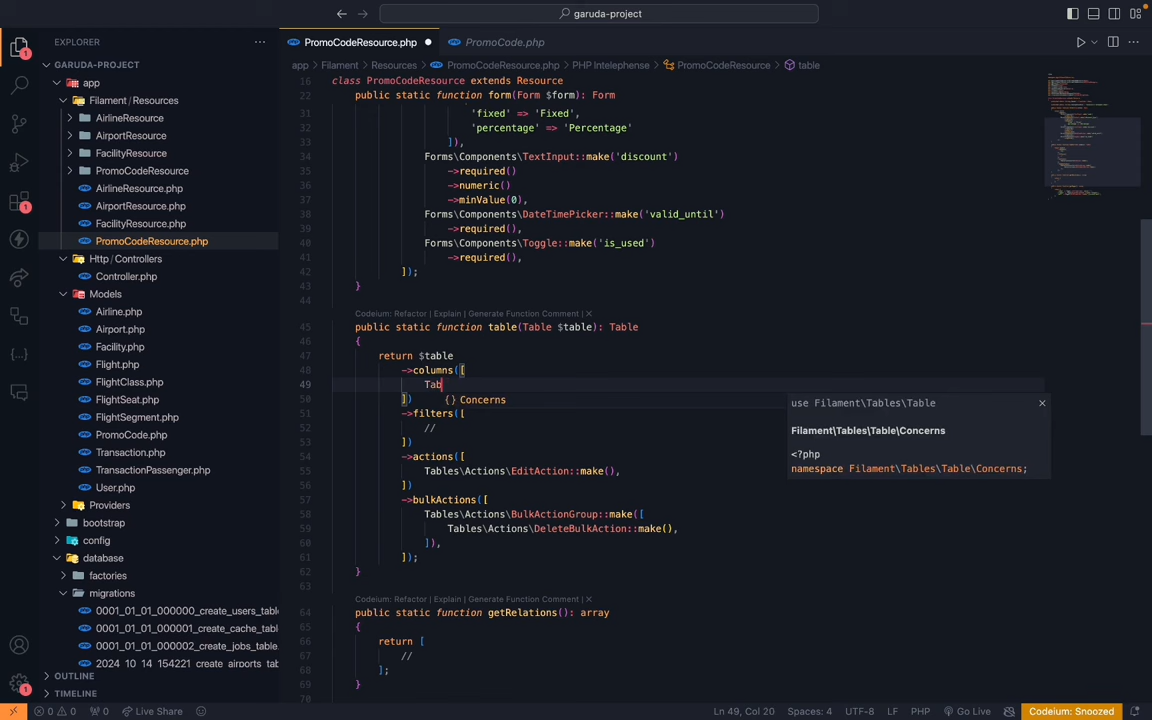 garuda-project
EXPLORER
GARUDA-PROJECT
app
Filament / Resources
AirlineResource
AirportResource
FacilityResource
PromoCodeResource
AirlineResource.php
AirportResource.php
FacilityResource.php
PromoCodeResource.php
Http / Controllers
Controller.php
Models
Airline.php
Airport.php
Facility.php
Flight.php
FlightClass.php
FlightSeat.php
FlightSegment.php
PromoCode.php
Transaction.php
TransactionPassenger.php
User.php
Providers
bootstrap
config
database
factories
migrations
0001_01_01_000000_create_users_tabl
0001_01_01_000001_create_cache_tabl
0001_01_01_000002_create_jobs_table.
2024_10_14_154221_create_airports_tab
OUTLINE
TIMELINE
PromoCodeResource.php
PromoCode.php
app > Filament > Resources > PromoCodeResource.php > PHP Intelephense > PromoCodeResource > table
16 class PromoCodeResource extends Resource
22 public static function form(Form $form): Form
31 'fixed' => 'Fixed',
32 'percentage' => 'Percentage'
33 ]),
34 Forms\Components\TextInput::make('discount')
35 ->required()
36 ->numeric()
37 ->minValue(0),
38 Forms\Components\DateTimePicker::make('valid_until')
39 ->required(),
40 Forms\Components\Toggle::make('is_used')
41 ->required(),
42 ]);
43 }
44
Codeium: Refactor | Explain | Generate Function Comment | ×
45 public static function table(Table $table): Table
46 {
47 return $table
48 ->columns([
49 Tab
50 ])
{} Concerns
51 ->filters([
52 //
53 ])
54 ->actions([
55 Tables\Actions\EditAction::make(),
56 ])
57 ->bulkActions([
58 Tables\Actions\BulkActionGroup::make([
59 Tables\Actions\DeleteBulkAction::make(),
60 ]),
61 ]);
62 }
63
Codeium: Refactor | Explain | Generate Function Comment | ×
64 public static function getRelations(): array
65 {
66 return [
67 //
68 ];
69 }
70
use Filament\Tables\Table
Filament\Tables\Table\Concerns
<?php
namespace Filament\Tables\Table\Concerns;
1
1
1
0 0 0 Live Share
Ln 49, Col 20 Spaces: 4 UTF-8 LF PHP Go Live Codeium: Snoozed